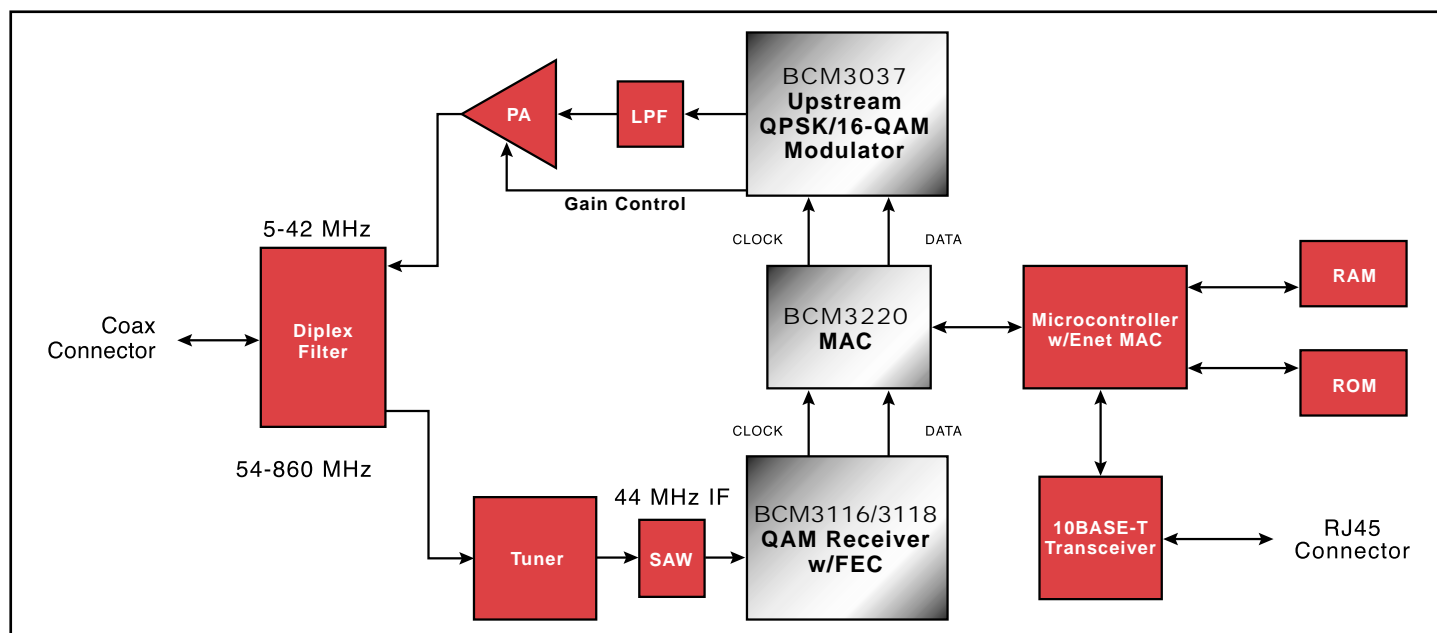 BCM3037
Upstream
QPSK/16-QAM
Modulator
PA
LPF
Gain Control
5-42 MHz
CLOCK
DATA
Coax
Connector
Diplex
Filter
BCM3220
MAC
Microcontroller
w/Enet MAC
RAM
ROM
CLOCK
DATA
54-860 MHz
Tuner
44 MHz IF
SAW
BCM3116/3118
QAM Receiver
w/FEC
10BASE-T
Transceiver
RJ45
Connector